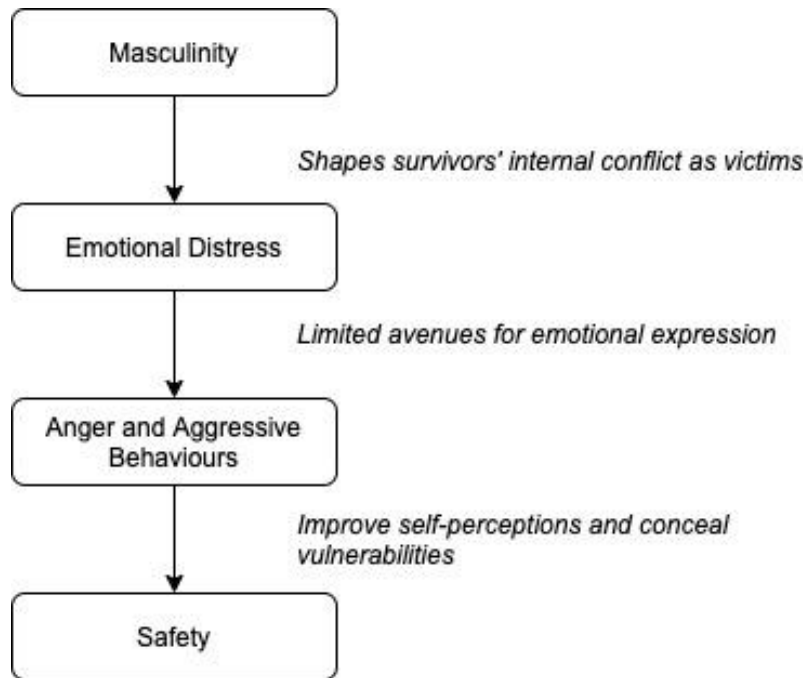 Masculinity
Shapes survivors' internal conflict as victims
Emotional Distress
Limited avenues for emotional expression
Anger and Aggressive
Behaviours
Improve self-perceptions and conceal
vulnerabilities
Safety